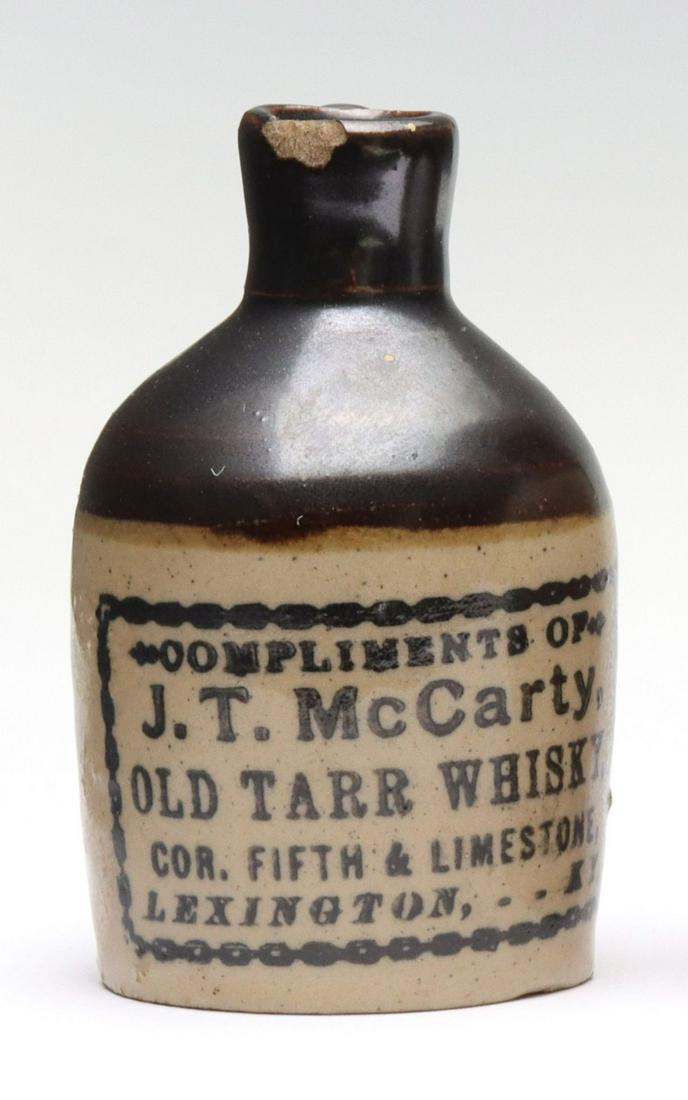 COMPLIMENTS OF
J. T. McCarty,
OLD TARR WHISKY,
COR. FIFTH & LIMESTONE,
LEXINGTON, - - KY